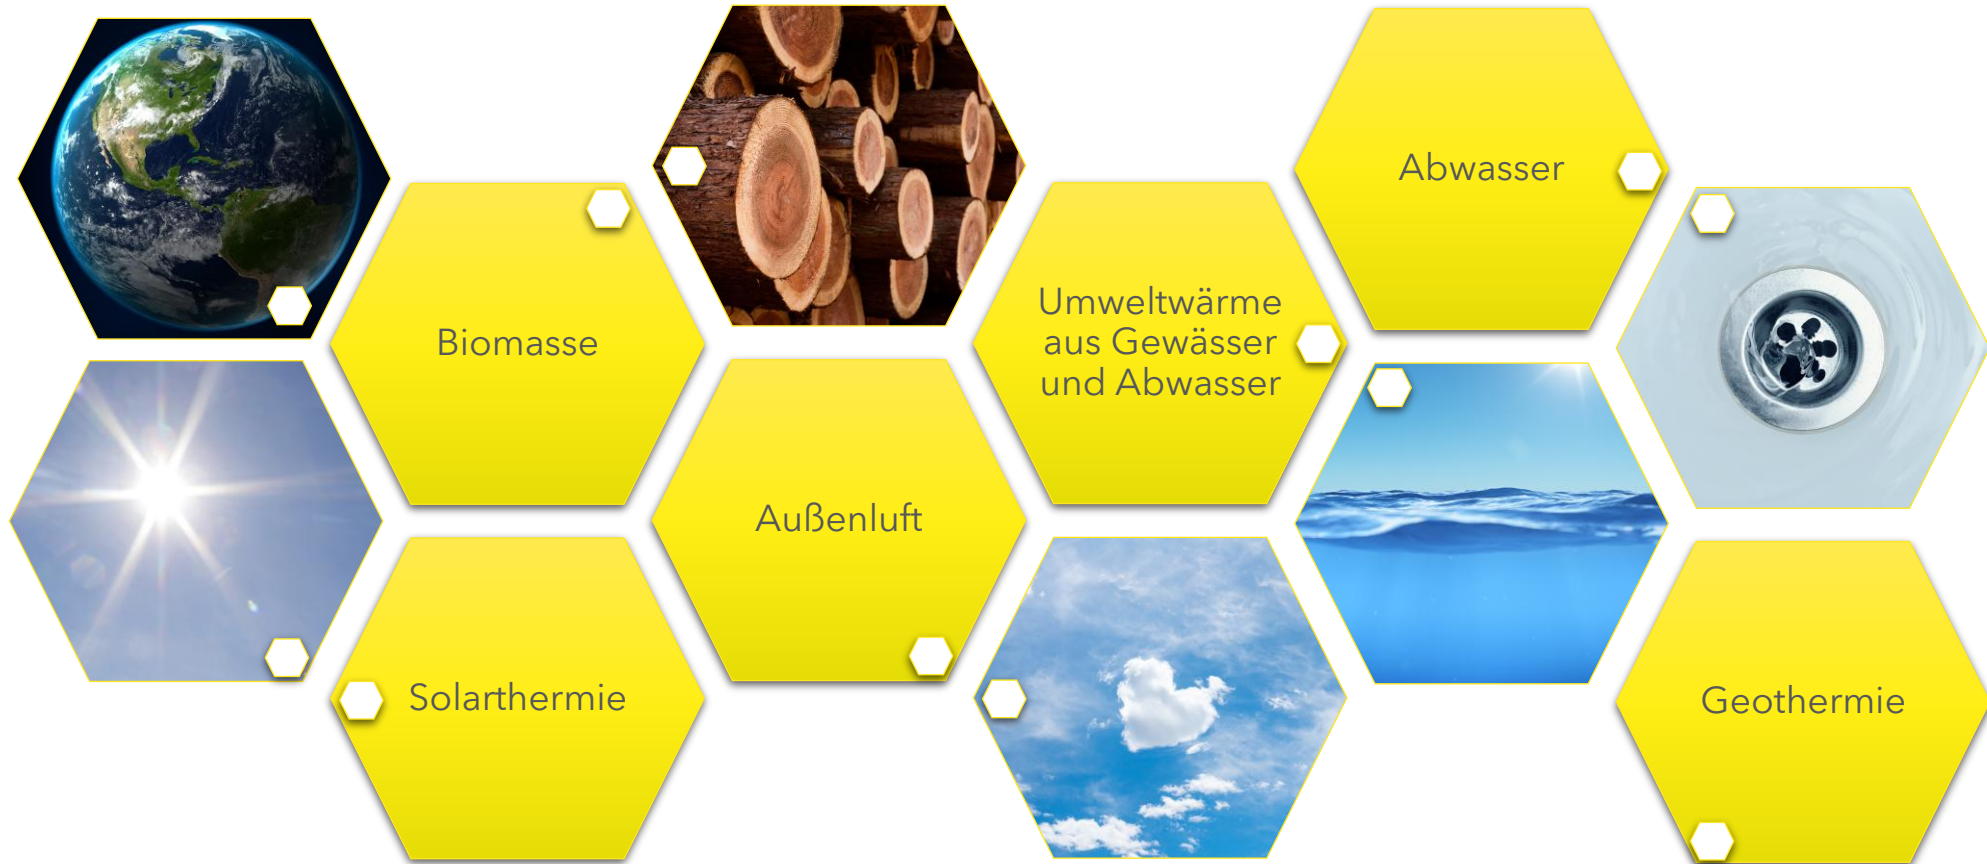 Abwasser
Umweltwärme
aus Gewässer
und Abwasser
Biomasse
Außenluft
Solarthermie
Geothermie